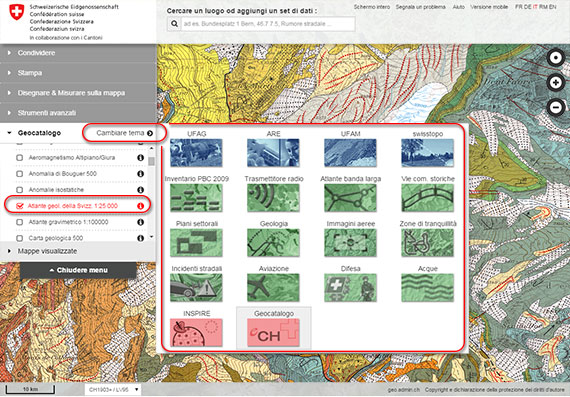 Schweizerische Eidgenossenschaft
Confédération suisse
Confederazione Svizzera
Confederaziun svizra
In collaborazione con i Cantoni
Cercare un luogo od aggiungi un set di dati :
ad es. Bundesplatz 1 Bern, 46.7 7.5, Rumore stradale ...
Schermo intero Segnala un problema Aiuto Versione mobile FR DE IT RM EN
Condividere
Stampa
Disegnare & Misurare sulla mappa
Strumenti avanzati
Geocatalogo Cambiare tema
Aeromagnetismo Altipiano/Giura
Anomalia di Bouguer 500
Anomalie isostatiche
Atlante geol. della Svizz. 1:25 000
Atlante gravimetrico 1:100000
Carta geologica 500
Mappe visualizzate
Chiudere menu
UFAG ARE UFAM swisstopo
Inventario PBC 2009 Trasmettitore radio Atlante banda larga Vie com. storiche
Piani settorali Geologia Immagini aeree Zone di tranquillità
Incidenti stradali Aviazione Difesa Acque
INSPIRE Geocatalogo
eCH
10 km
CH1903+ / LV95
geo.admin.ch Copyright e dichiarazione della protezione dei diritti d'autore